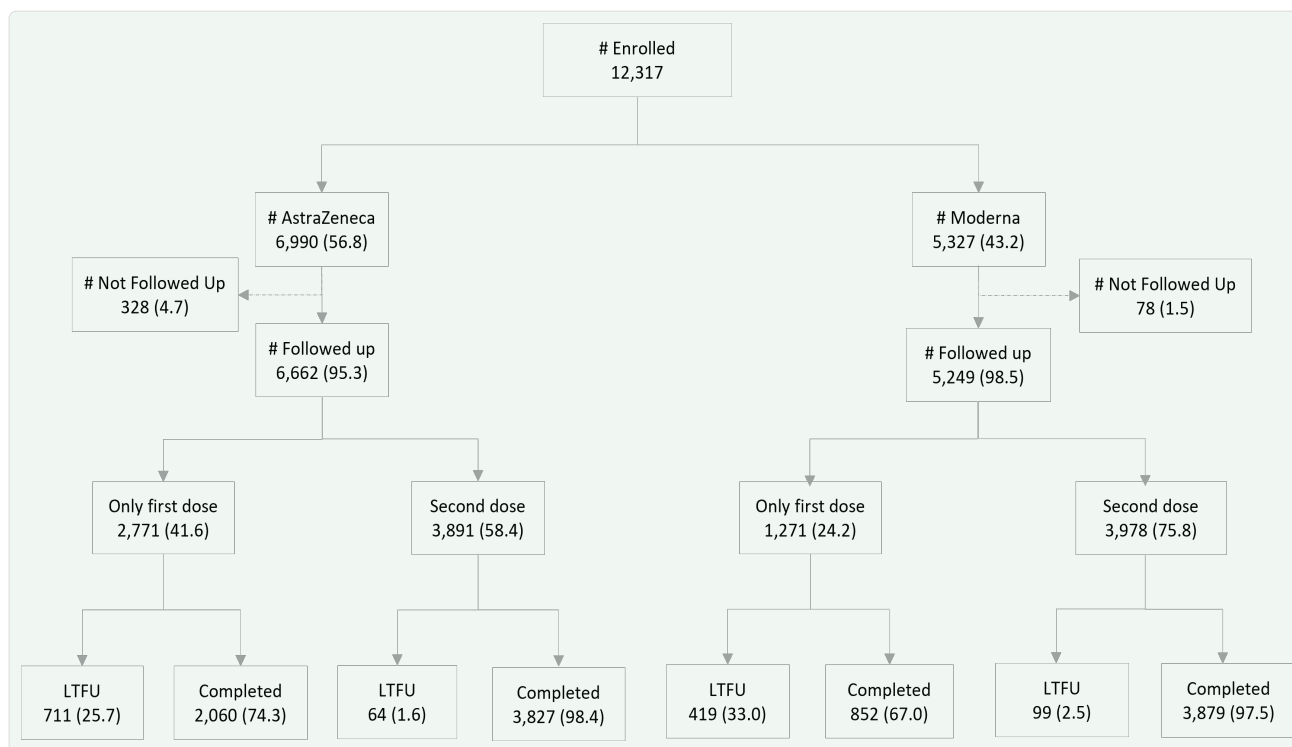 # Enrolled
12,317
# AstraZeneca
6,990 (56.8)
# Moderna
5,327 (43.2)
# Not Followed Up
328 (4.7)
# Not Followed Up
78 (1.5)
# Followed up
6,662 (95.3)
# Followed up
5,249 (98.5)
Only first dose
2,771 (41.6)
Second dose
3,891 (58.4)
Only first dose
1,271 (24.2)
Second dose
3,978 (75.8)
LTFU
711 (25.7)
Completed
2,060 (74.3)
LTFU
64 (1.6)
Completed
3,827 (98.4)
LTFU
419 (33.0)
Completed
852 (67.0)
LTFU
99 (2.5)
Completed
3,879 (97.5)